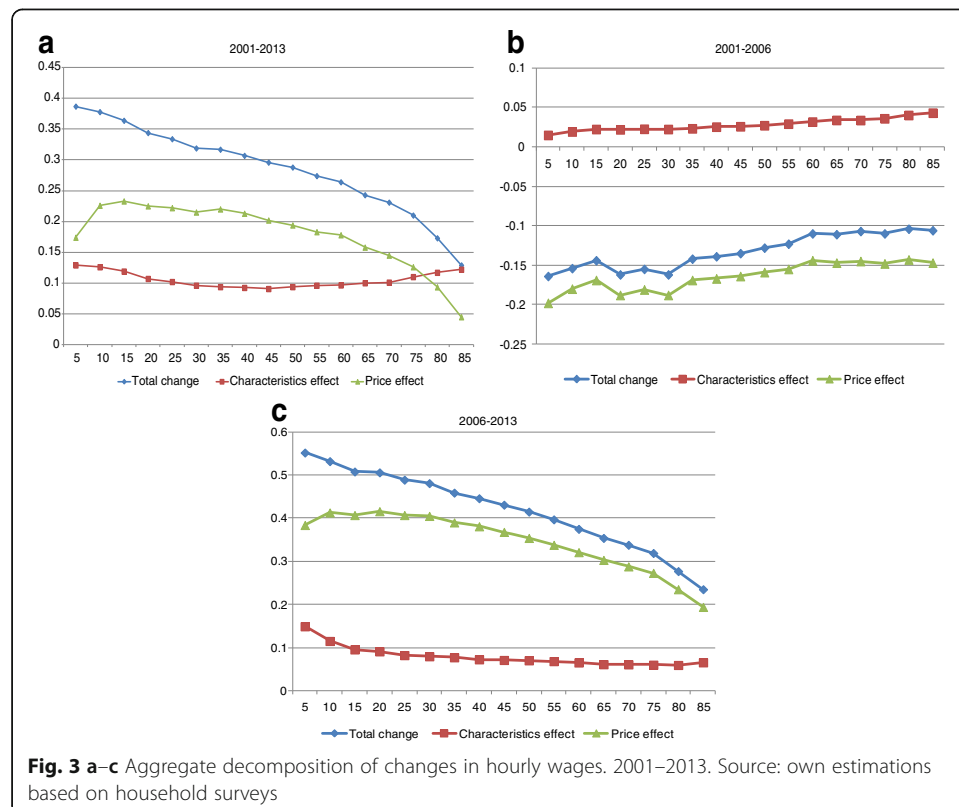 a
2001-2013
0.45
0.4
0.35
0.3
0.25
0.2
0.15
0.1
0.05
0
5 10 15 20 25 30 35 40 45 50 55 60 65 70 75 80 85
Total change Characteristics effect Price effect
b
2001-2006
0.1
0.05
0
5 10 15 20 25 30 35 40 45 50 55 60 65 70 75 80 85
-0.05
-0.1
-0.15
-0.2
-0.25
Total change Characteristics effect Price effect
c
2006-2013
0.6
0.5
0.4
0.3
0.2
0.1
0
5 10 15 20 25 30 35 40 45 50 55 60 65 70 75 80 85
Total change Characteristics effect Price effect
Fig. 3 a–c Aggregate decomposition of changes in hourly wages. 2001–2013. Source: own estimations
based on household surveys